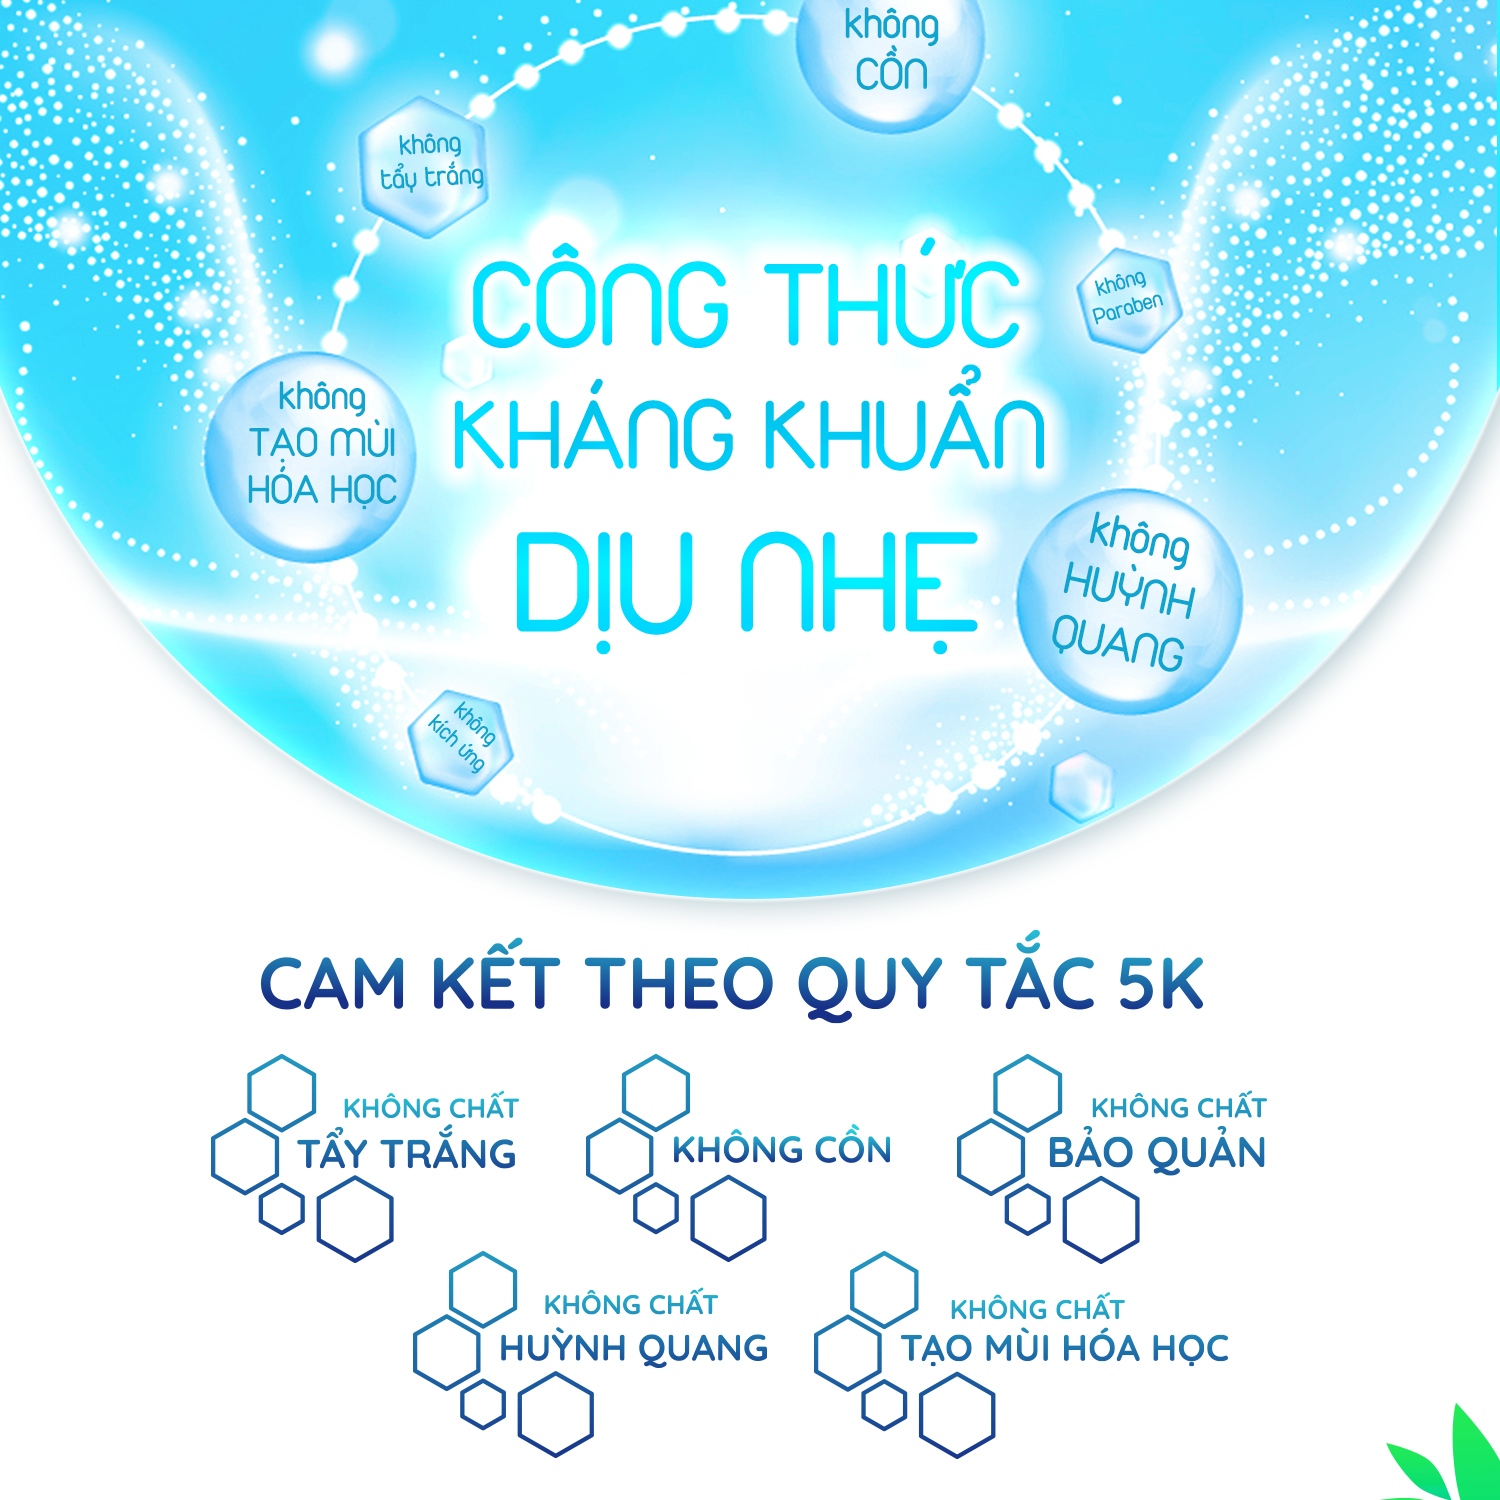 không
CỒN
không
tẩy trắng
CÔNG THỨC
không
Paraben
KHÁNG KHUẨN
không
TẠO MÙI
HÓA HỌC
DỊU NHẸ
không
HUỲNH
QUANG
không
kích ứng
CAM KẾT THEO QUY TẮC 5K
KHÔNG CHẤT
TẨY TRẮNG
KHÔNG CỒN
KHÔNG CHẤT
BẢO QUẢN
KHÔNG CHẤT
HUỲNH QUANG
KHÔNG CHẤT
TẠO MÙI HÓA HỌC